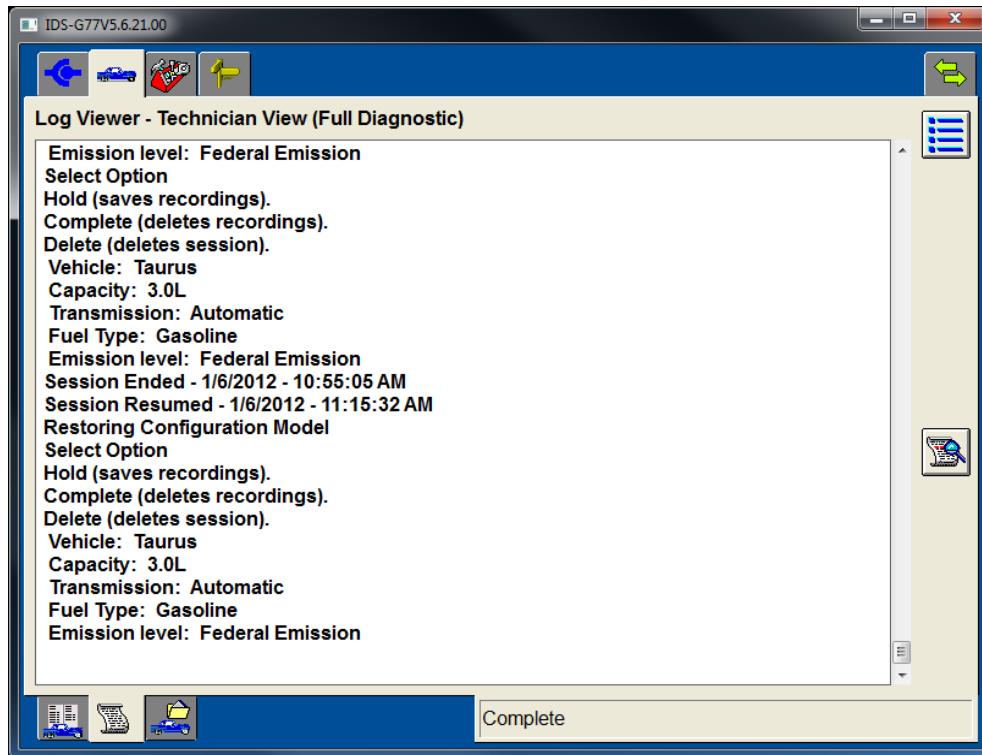 IDS-G77V5.6.21.00
Log Viewer - Technician View (Full Diagnostic)
Emission level: Federal Emission
Select Option
Hold (saves recordings).
Complete (deletes recordings).
Delete (deletes session).
Vehicle: Taurus
Capacity: 3.0L
Transmission: Automatic
Fuel Type: Gasoline
Emission level: Federal Emission
Session Ended - 1/6/2012 - 10:55:05 AM
Session Resumed - 1/6/2012 - 11:15:32 AM
Restoring Configuration Model
Select Option
Hold (saves recordings).
Complete (deletes recordings).
Delete (deletes session).
Vehicle: Taurus
Capacity: 3.0L
Transmission: Automatic
Fuel Type: Gasoline
Emission level: Federal Emission
Complete